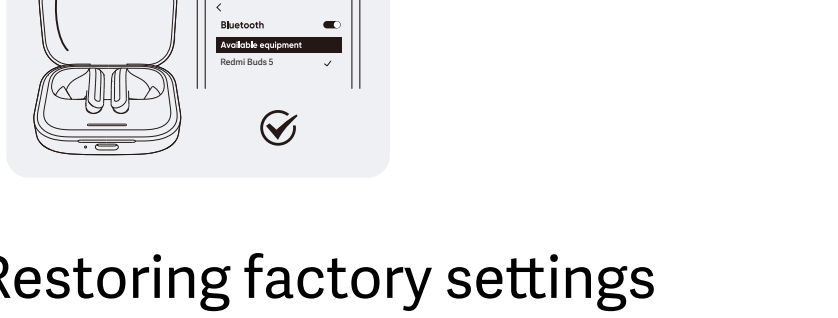 Bluetooth
Available equipment
Redmi Buds 5
Restoring factory settings